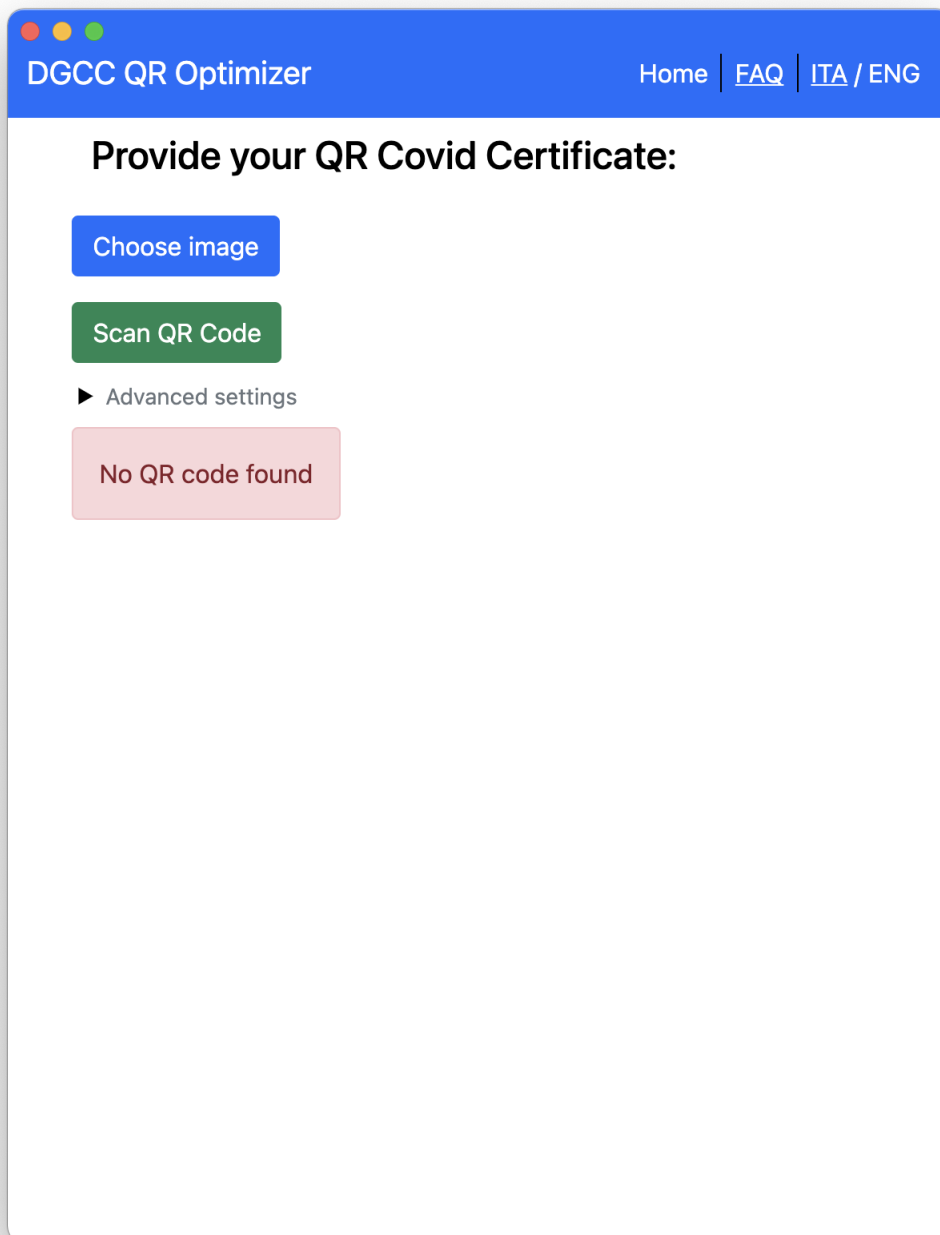 DGCC QR Optimizer
Home FAQ ITA / ENG
Provide your QR Covid Certificate:
Choose image
Scan QR Code
Advanced settings
No QR code found